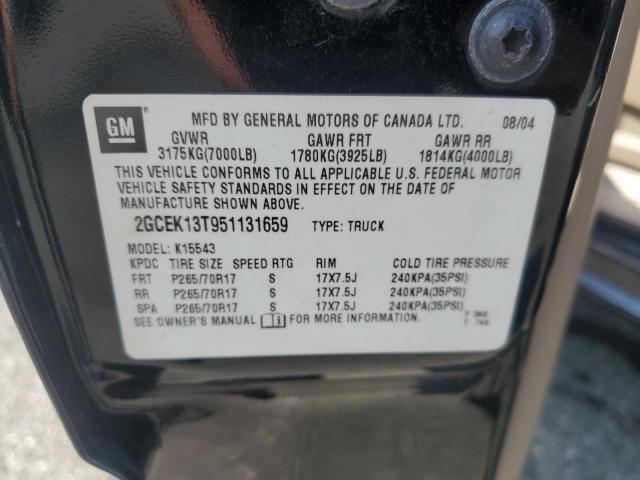 GM
MFD BY GENERAL MOTORS OF CANADA LTD. 08/04
GVWR GAWR FRT GAWR RR
3175KG(7000LB) 1780KG(3925LB) 1814KG(4000LB)
THIS VEHICLE CONFORMS TO ALL APPLICABLE U.S. FEDERAL MOTOR
VEHICLE SAFETY STANDARDS IN EFFECT ON THE DATE OF
MANUFACTURE SHOWN ABOVE.
2GCEK13T951131659 TYPE: TRUCK
MODEL: K15543
KPDC TIRE SIZE SPEED RTG RIM COLD TIRE PRESSURE
FRT P265/70R17 S 17X7.5J 240KPA(35PSI)
RR P265/70R17 S 17X7.5J 240KPA(35PSI)
SPA P265/70R17 S 17X7.5J 240KPA(35PSI)
SEE OWNER'S MANUAL FOR MORE INFORMATION.